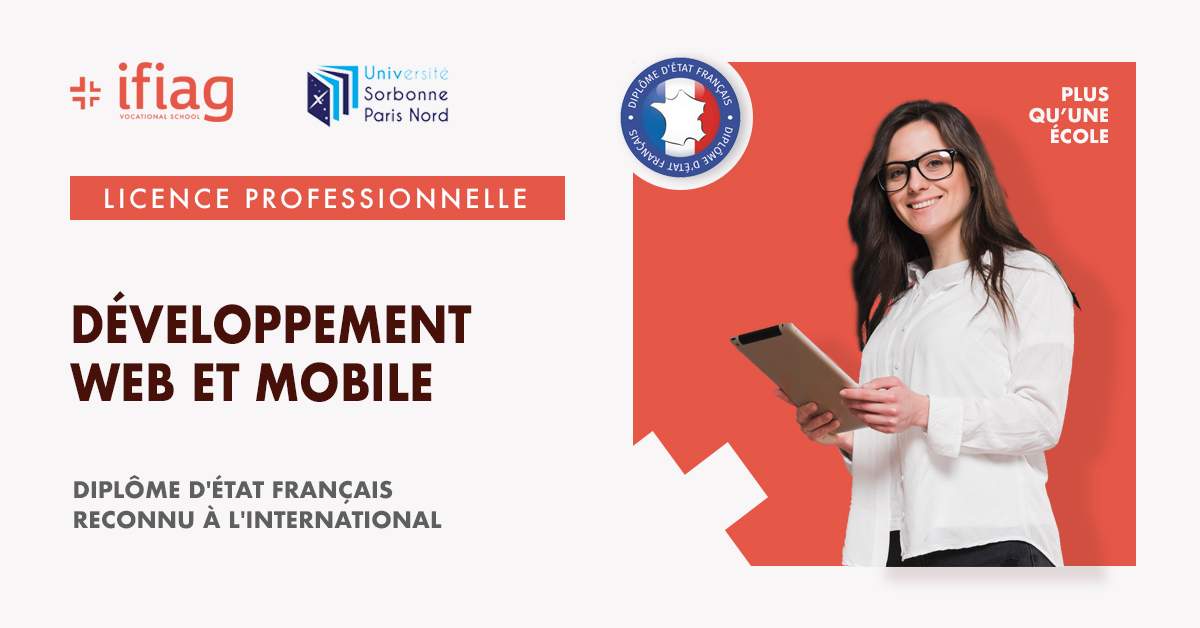 ifiag
VOCATIONAL SCHOOL
Université
Sorbonne
Paris Nord
LICENCE PROFESSIONNELLE
DÉVELOPPEMENT
WEB ET MOBILE
DIPLÔME D'ÉTAT FRANÇAIS
RECONNU À L'INTERNATIONAL
• DIPLÔME D'ÉTAT FRANÇAIS •
DIPLÔME D'ÉTAT FRANÇAIS
PLUS
QU'UNE
ÉCOLE